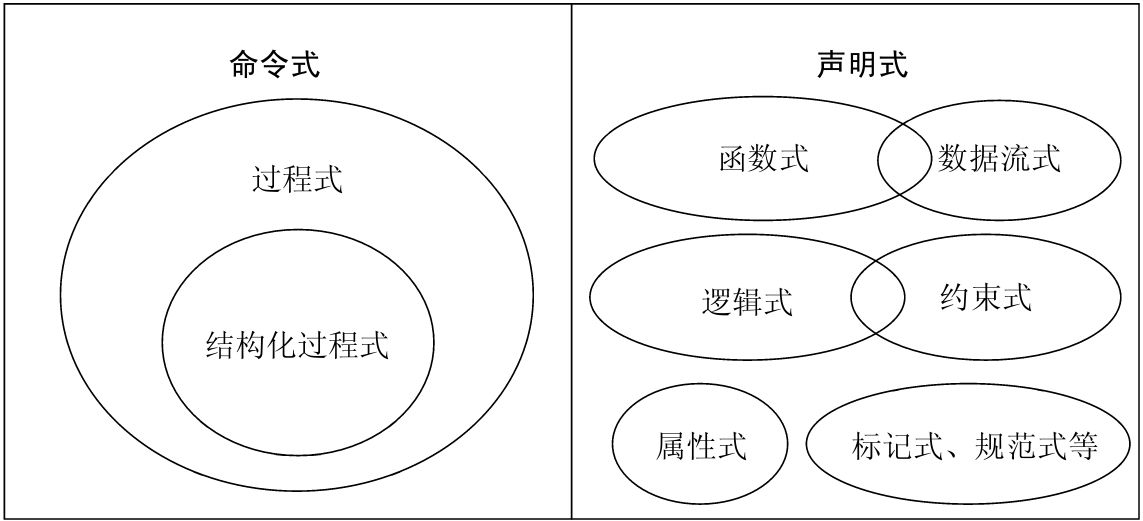 命令式
过程式
结构化过程式
声明式
函数式
数据流式
逻辑式
约束式
属性式
标记式、规范式等